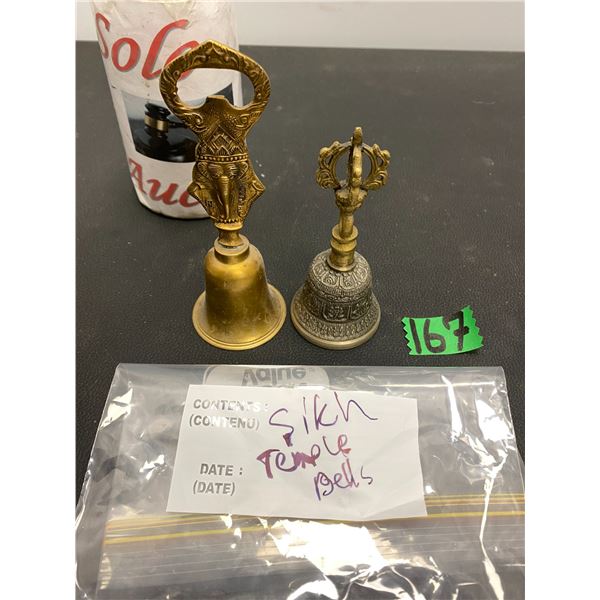 Solo
Auc
167
Value
CONTENTS :
(CONTENU)
Sikh
Temple
Bells
DATE :
(DATE)